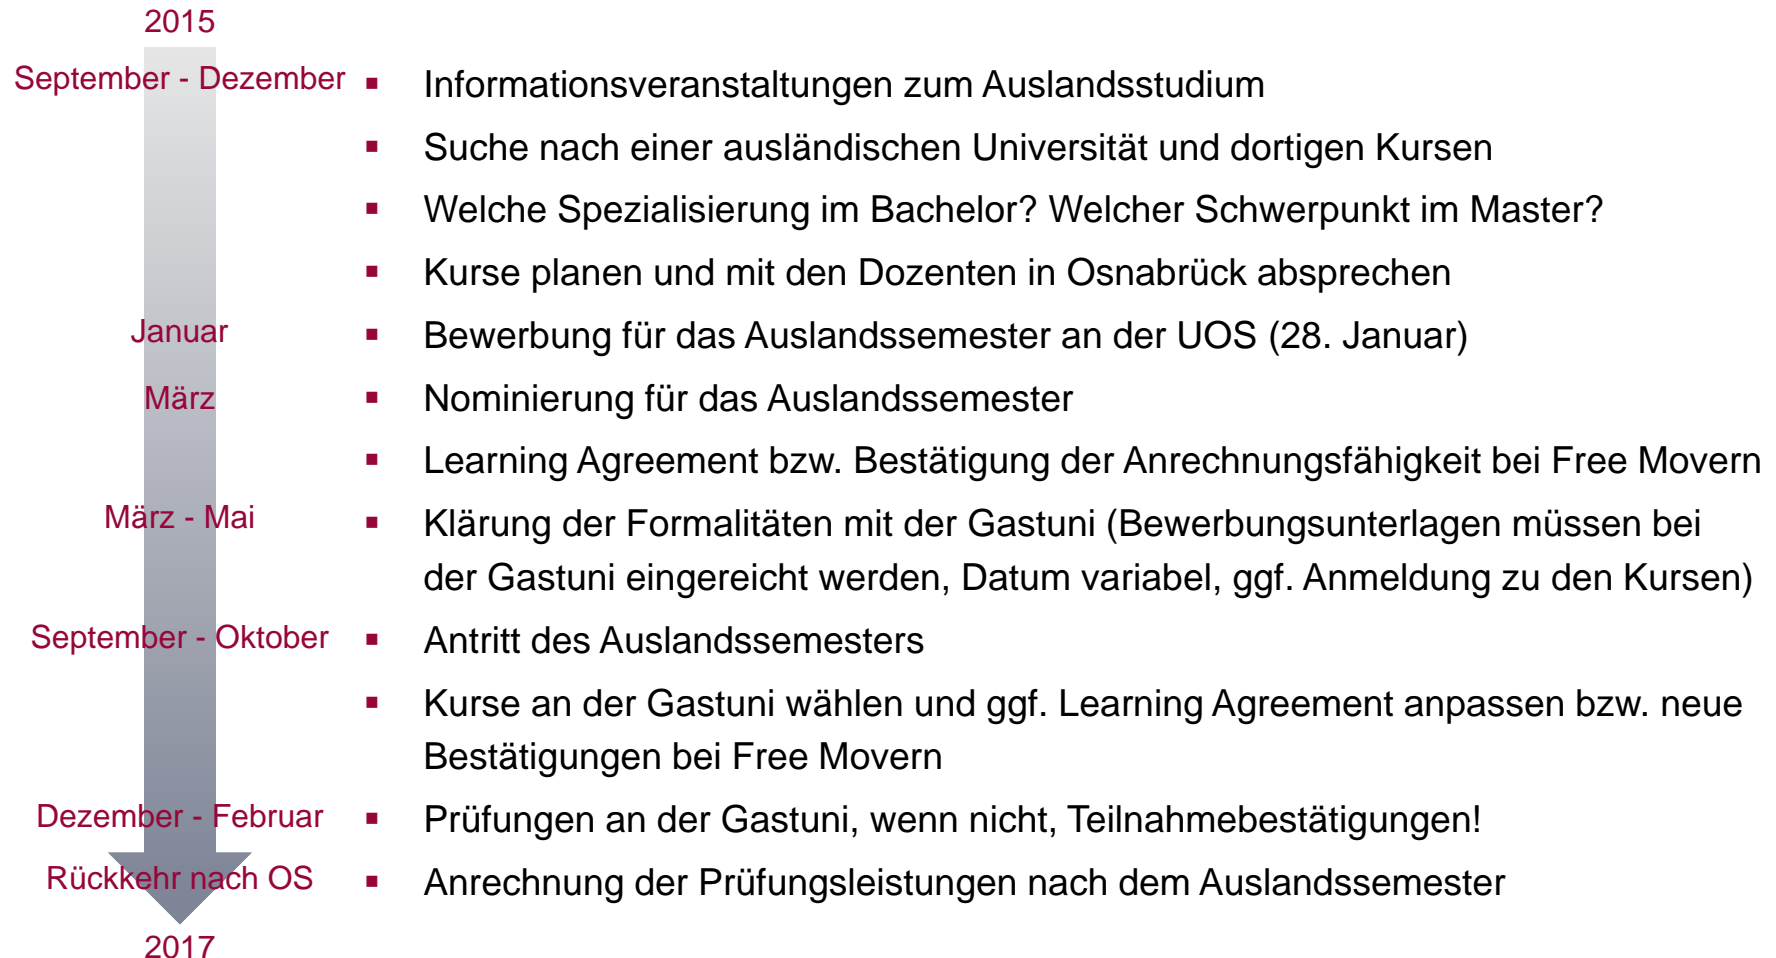 2015
September - Dezember ▪ Informationsveranstaltungen zum Auslandsstudium
▪ Suche nach einer ausländischen Universität und dortigen Kursen
▪ Welche Spezialisierung im Bachelor? Welcher Schwerpunkt im Master?
▪ Kurse planen und mit den Dozenten in Osnabrück absprechen
Januar ▪ Bewerbung für das Auslandssemester an der UOS (28. Januar)
März ▪ Nominierung für das Auslandssemester
▪ Learning Agreement bzw. Bestätigung der Anrechnungsfähigkeit bei Free Movern
März - Mai ▪ Klärung der Formalitäten mit der Gastuni (Bewerbungsunterlagen müssen bei
der Gastuni eingereicht werden, Datum variabel, ggf. Anmeldung zu den Kursen)
September - Oktober ▪ Antritt des Auslandssemesters
▪ Kurse an der Gastuni wählen und ggf. Learning Agreement anpassen bzw. neue
Bestätigungen bei Free Movern
Dezember - Februar ▪ Prüfungen an der Gastuni, wenn nicht, Teilnahmebestätigungen!
Rückkehr nach OS ▪ Anrechnung der Prüfungsleistungen nach dem Auslandssemester
2017